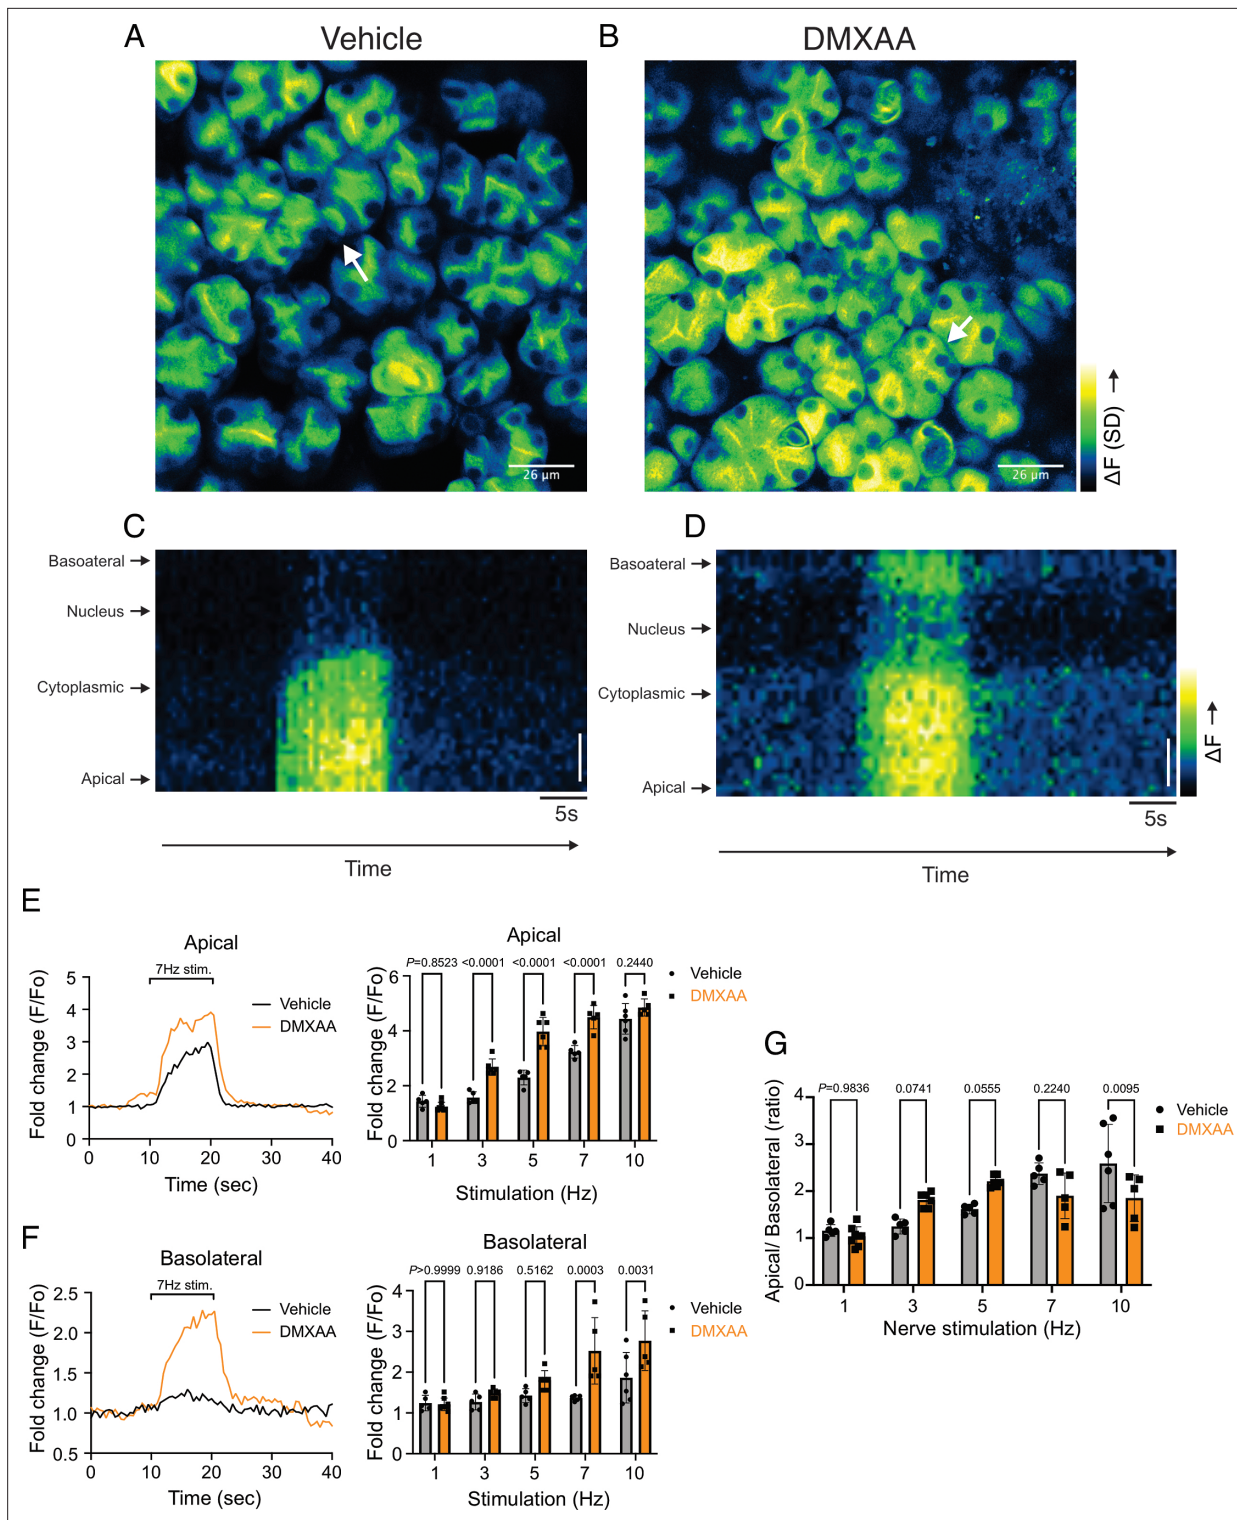 A Vehicle
B DMXAA
26 µm
26 µm
ΔF (SD) →
C
Basoateral
Nucleus
Cytoplasmic
Apical
5s
Time
D
Basoateral
Nucleus
Cytoplasmic
Apical
ΔF →
5s
Time
E
Apical
7Hz stim.
Vehicle
DMXAA
Fold change (F/Fo)
5
4
3
2
1
0
0 10 20 30 40
Time (sec)
Apical
P=0.8523 <0.0001 <0.0001 <0.0001 0.2440
Vehicle
DMXAA
Fold change (F/Fo)
6
4
2
0
1 3 5 7 10
Stimulation (Hz)
F
Basolateral
7Hz stim.
Vehicle
DMXAA
Fold change (F/Fo)
2.5
2.0
1.5
1.0
0.5
0 10 20 30 40
Time (sec)
Basolateral
P>0.9999 0.9186 0.5162 0.0003 0.0031
Vehicle
DMXAA
Fold change (F/Fo)
4
3
2
1
0
1 3 5 7 10
Stimulation (Hz)
G
P=0.9836 0.0741 0.0555 0.2240 0.0095
Vehicle
DMXAA
Apical/ Basolateral (ratio)
4
3
2
1
0
1 3 5 7 10
Nerve stimulation (Hz)